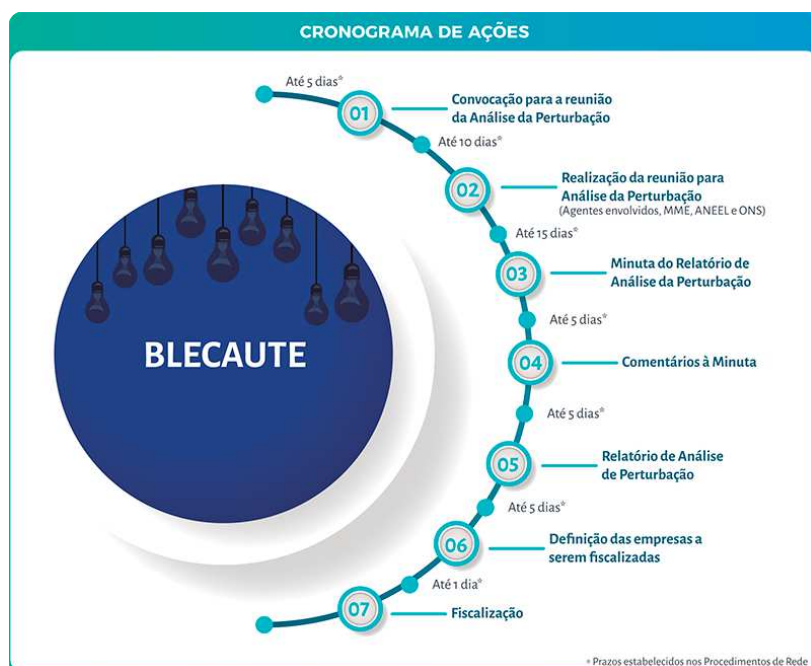 CRONOGRAMA DE AÇÕES
Até 5 dias*
01
Convocação para a reunião
da Análise da Perturbação
Até 10 dias*
02
Realização da reunião para
Análise da Perturbação
(Agentes envolvidos, MME, ANEEL e ONS)
Até 15 dias*
03
Minuta do Relatório de
Análise da Perturbação
Até 5 dias*
BLECAUTE
04
Comentários à Minuta
Até 5 dias*
05
Relatório de Análise
de Perturbação
Até 5 dias*
06
Definição das empresas a
serem fiscalizadas
Até 1 dia*
07
Fiscalização
* Prazos estabelecidos nos Procedimentos de Rede